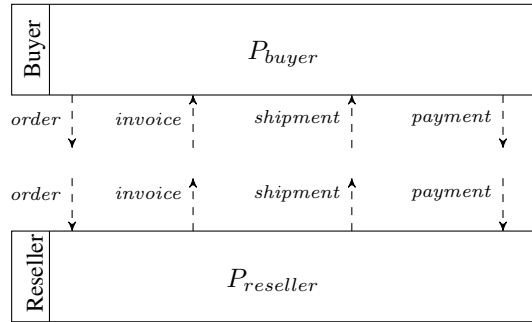 Buyer
P_buyer
order invoice shipment payment
order invoice shipment payment
Reseller
P_reseller